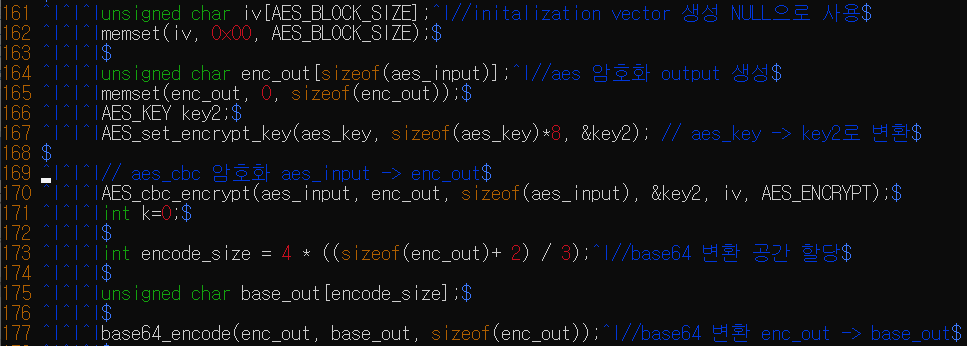 161 ^I^I^Iunsigned char iv[AES_BLOCK_SIZE];^I//initalization vector 생성 NULL으로 사용$
162 ^I^I^Imemset(iv, 0x00, AES_BLOCK_SIZE);$
163 ^I^I^I$
164 ^I^I^Iunsigned char enc_out[sizeof(aes_input)];^I//aes 암호화 output 생성$
165 ^I^I^Imemset(enc_out, 0, sizeof(enc_out));$
166 ^I^I^IAES_KEY key2;$
167 ^I^I^IAES_set_encrypt_key(aes_key, sizeof(aes_key)*8, &key2); // aes_key -> key2로 변환$
168 $
169 ^I^I^I// aes_cbc 암호화 aes_input -> enc_out$
170 ^I^I^IAES_cbc_encrypt(aes_input, enc_out, sizeof(aes_input), &key2, iv, AES_ENCRYPT);$
171 ^I^I^Iint k=0;$
172 ^I^I^I$
173 ^I^I^Iint encode_size = 4 * ((sizeof(enc_out)+ 2) / 3);^I//base64 변환 공간 할당$
174 ^I^I^I$
175 ^I^I^Iunsigned char base_out[encode_size];$
176 ^I^I^I$
177 ^I^I^Ibase64_encode(enc_out, base_out, sizeof(enc_out));^I//base64 변환 enc_out -> base_out$